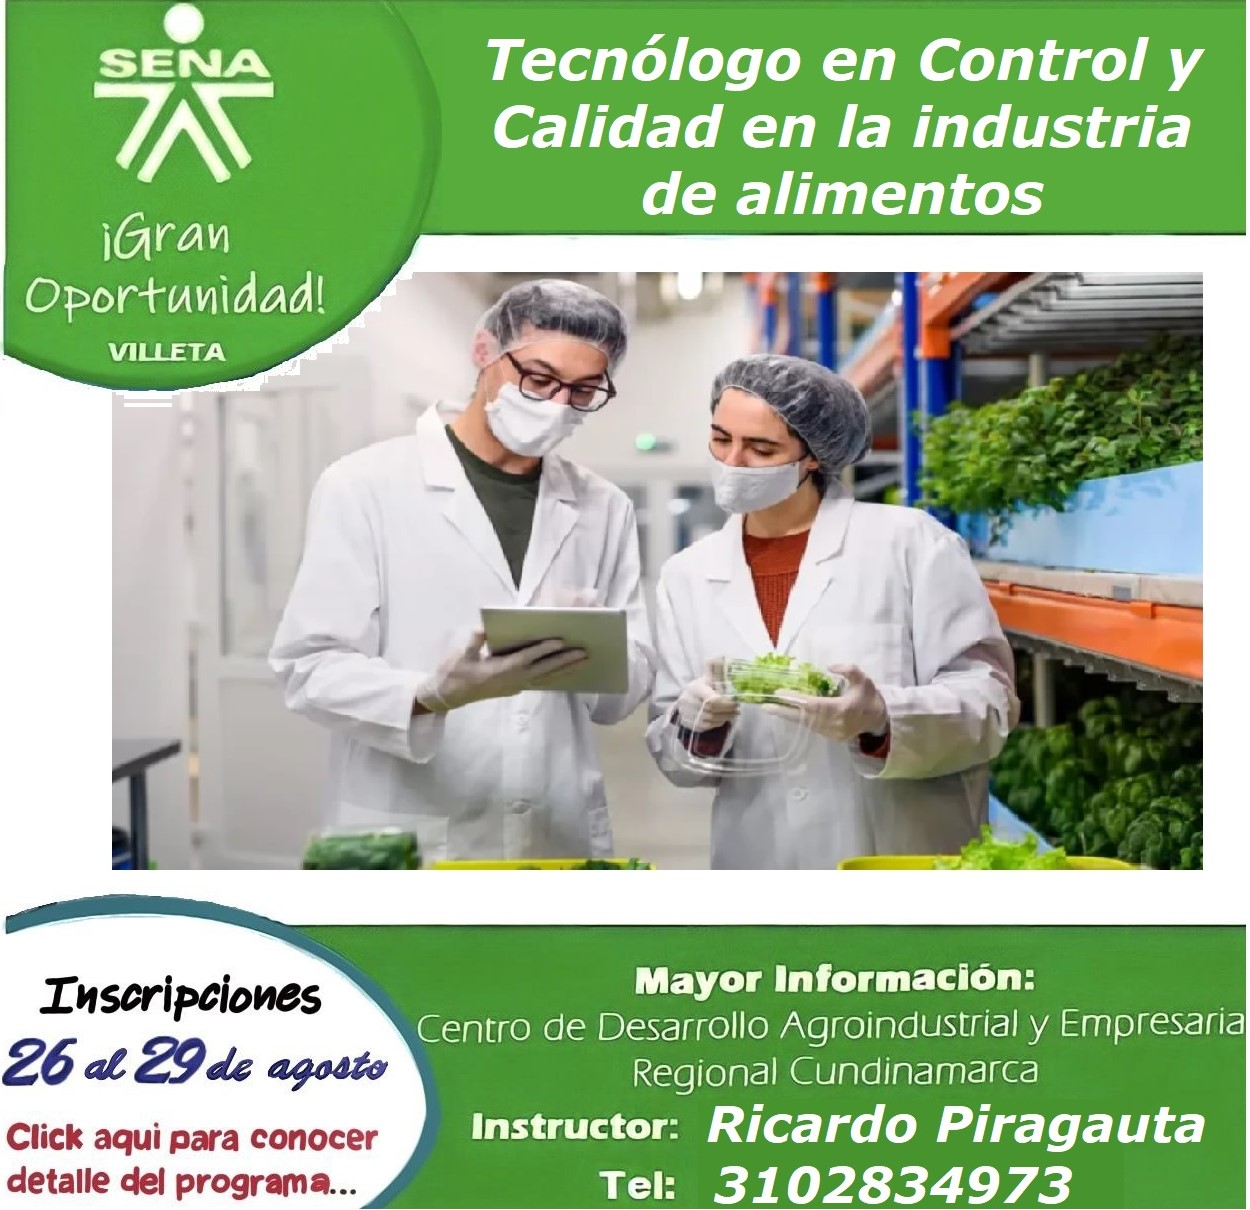 SENA
¡Gran
Oportunidad!
VILLETA
Tecnólogo en Control y
Calidad en la industria
de alimentos
Inscripciones
26 al 29 de agosto
Click aqui para conocer
detalle del programa...
Mayor Información:
Centro de Desarrollo Agroindustrial y Empresaria
Regional Cundinamarca
Instructor: Ricardo Piragauta
Tel: 3102834973